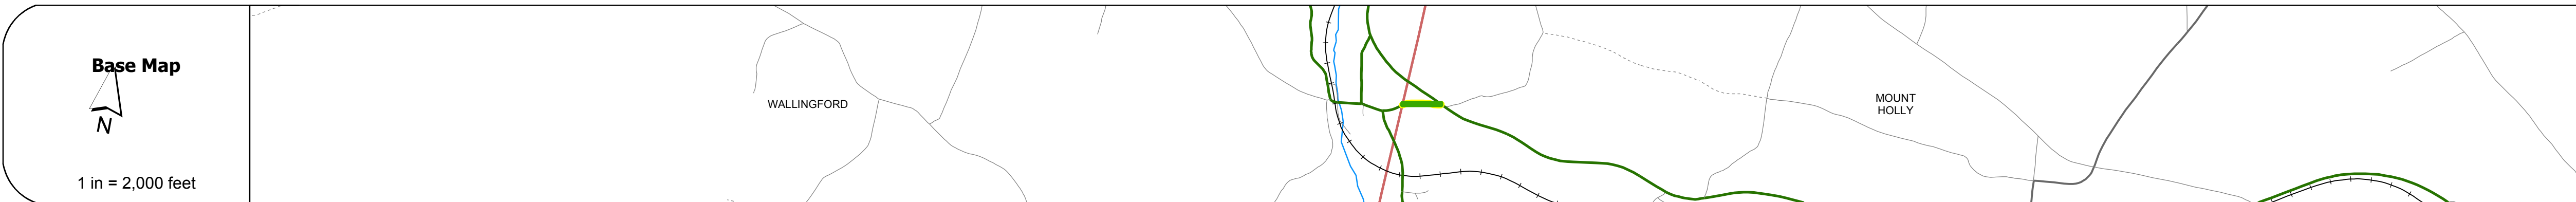 Base Map
N
1 in = 2,000 feet
WALLINGFORD
MOUNT
HOLLY